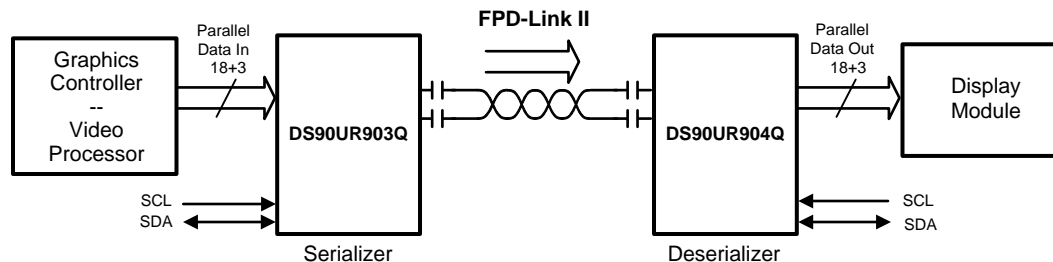 FPD-Link II
Graphics
Controller
--
Video
Processor
Parallel
Data In
18+3
DS90UR903Q
SCL
SDA
Serializer
DS90UR904Q
Deserializer
Parallel
Data Out
18+3
SCL
SDA
Display
Module